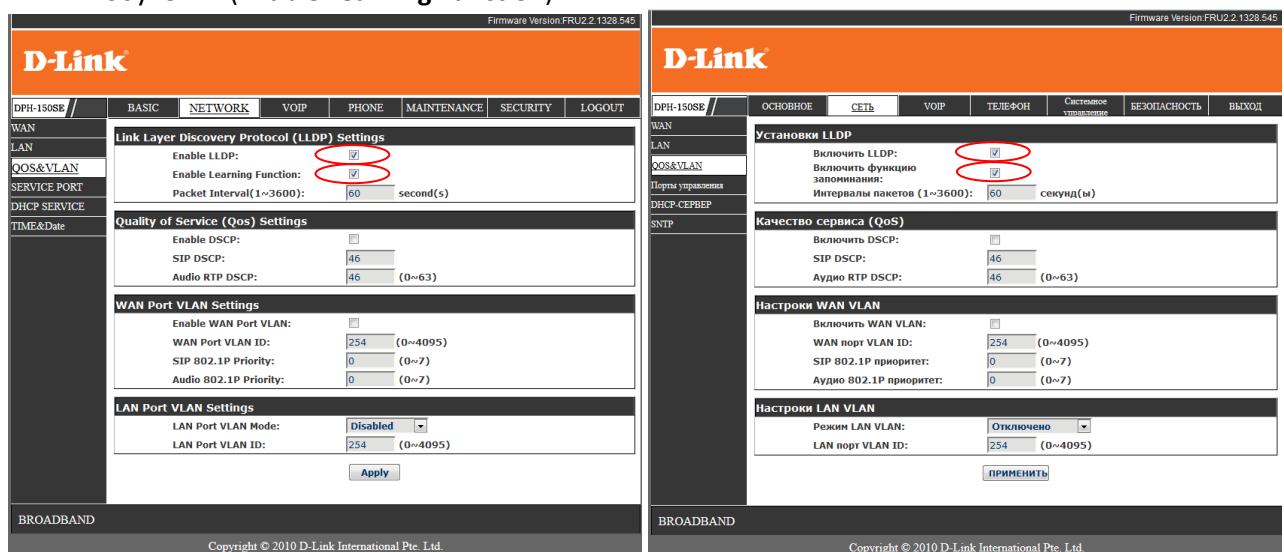 (Enable Learning Function)
Firmware Version:FRU2.2.1328.545
D-Link
DPH-150SE // BASIC NETWORK VOIP PHONE MAINTENANCE SECURITY LOGOUT
WAN
LAN
QOS&VLAN
SERVICE PORT
DHCP SERVICE
TIME&Date
Link Layer Discovery Protocol (LLDP) Settings
Enable LLDP:
Enable Learning Function:
Packet Interval(1~3600): 60 second(s)
Quality of Service (Qos) Settings
Enable DSCP:
SIP DSCP: 46
Audio RTP DSCP: 46 (0~63)
WAN Port VLAN Settings
Enable WAN Port VLAN:
WAN Port VLAN ID: 254 (0~4095)
SIP 802.1P Priority: 0 (0~7)
Audio 802.1P Priority: 0 (0~7)
LAN Port VLAN Settings
LAN Port VLAN Mode: Disabled
LAN Port VLAN ID: 254 (0~4095)
Apply
BROADBAND
Copyright © 2010 D-Link International Pte. Ltd.
Firmware Version:FRU2.2.1328.545
D-Link
DPH-150SE // ОСНОВНОЕ СЕТЬ VOIP ТЕЛЕФОН Системное управление БЕЗОПАСНОСТЬ ВЫХОД
WAN
LAN
QOS&VLAN
Порты управления
DHCP-СЕРВЕР
SNTP
Установки LLDP
Включить LLDP:
Включить функцию
запоминания:
Интервалы пакетов (1~3600): 60 секунд(ы)
Качество сервиса (QoS)
Включить DSCP:
SIP DSCP: 46
Аудио RTP DSCP: 46 (0~63)
Настроки WAN VLAN
Включить WAN VLAN:
WAN порт VLAN ID: 254 (0~4095)
SIP 802.1P приоритет: 0 (0~7)
Аудио 802.1P приоритет: 0 (0~7)
Настроки LAN VLAN
Режим LAN VLAN: Отключено
LAN порт VLAN ID: 254 (0~4095)
ПРИМЕНИТЬ
BROADBAND
Copyright © 2010 D-Link International Pte. Ltd.